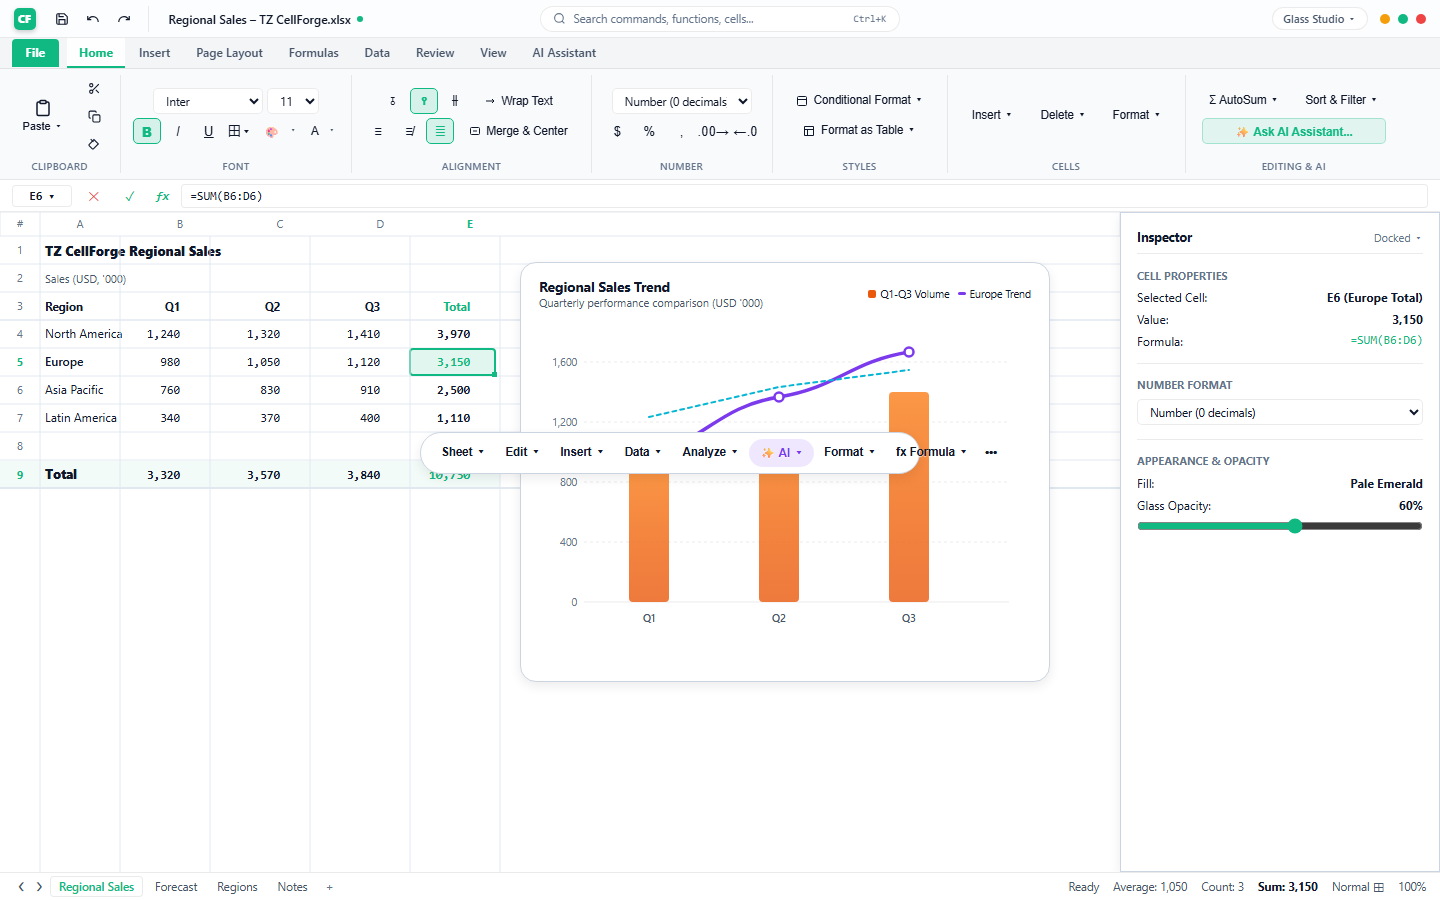 CF
Regional Sales – TZ CellForge.xlsx
Search commands, functions, cells...
Ctrl+K
Glass Studio
File
Home
Insert
Page Layout
Formulas
Data
Review
View
AI Assistant
Paste
CLIPBOARD
Inter
11
B I U A
FONT
Wrap Text
Merge & Center
ALIGNMENT
Number (0 decimals
$ % , .00→ ←.0
NUMBER
Conditional Format
Format as Table
STYLES
Insert
Delete
Format
CELLS
Σ AutoSum
Sort & Filter
✨ Ask AI Assistant...
EDITING & AI
E6
fx
=SUM(B6:D6)
# A B C D E
1 TZ CellForge Regional Sales
2 Sales (USD, '000)
3 Region Q1 Q2 Q3 Total
4 North America 1,240 1,320 1,410 3,970
5 Europe 980 1,050 1,120 3,150
6 Asia Pacific 760 830 910 2,500
7 Latin America 340 370 400 1,110
8
9 Total 3,320 3,570 3,840
Regional Sales Trend
Quarterly performance comparison (USD '000)
Q1-Q3 Volume
Europe Trend
1,600
1,200
800
400
0
Q1 Q2 Q3
Sheet
Edit
Insert
Data
Analyze
✨ AI
Format
fx Formula
•••
Inspector
Docked
CELL PROPERTIES
Selected Cell: E6 (Europe Total)
Value: 3,150
Formula: =SUM(B6:D6)
NUMBER FORMAT
Number (0 decimals)
APPEARANCE & OPACITY
Fill: Pale Emerald
Glass Opacity: 60%
Regional Sales
Forecast
Regions
Notes
+
Ready
Average: 1,050
Count: 3
Sum: 3,150
Normal
100%